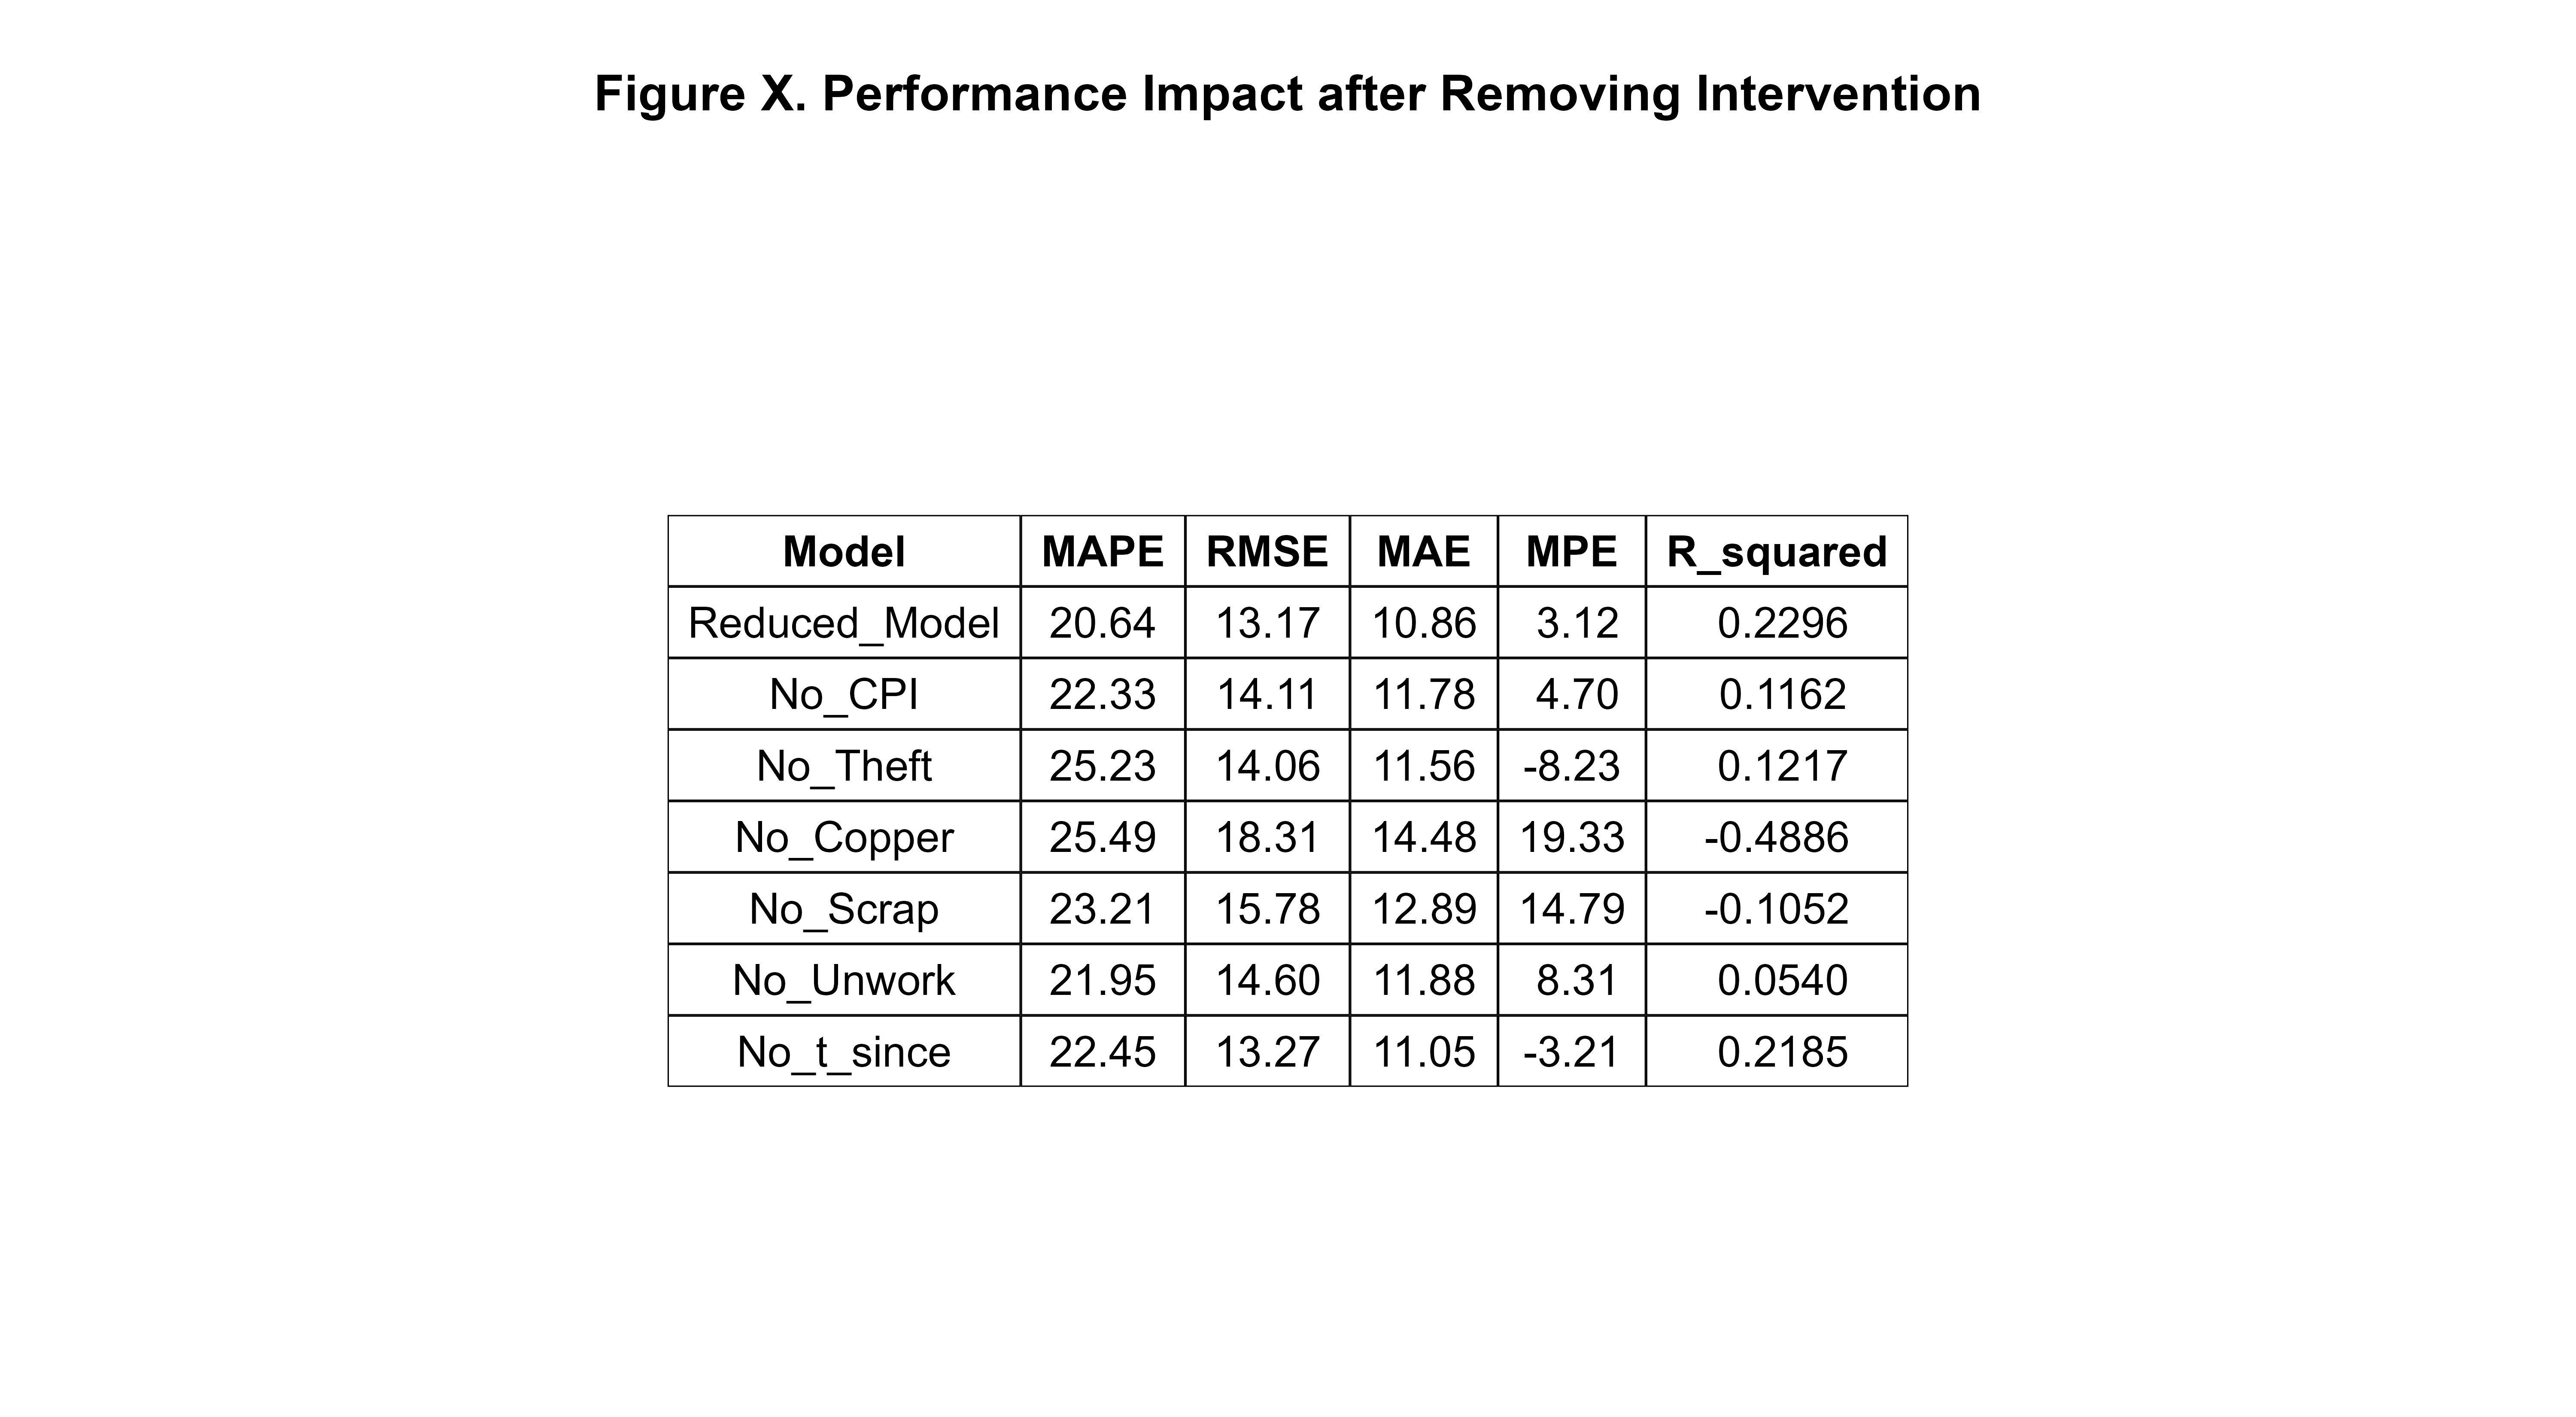 Figure X. Performance Impact after Removing Intervention
Model MAPE RMSE MAE MPE R_squared
Reduced_Model 20.64 13.17 10.86 3.12 0.2296
No_CPI 22.33 14.11 11.78 4.70 0.1162
No_Theft 25.23 14.06 11.56 -8.23 0.1217
No_Copper 25.49 18.31 14.48 19.33 -0.4886
No_Scrap 23.21 15.78 12.89 14.79 -0.1052
No_Unwork 21.95 14.60 11.88 8.31 0.0540
No_t_since 22.45 13.27 11.05 -3.21 0.2185